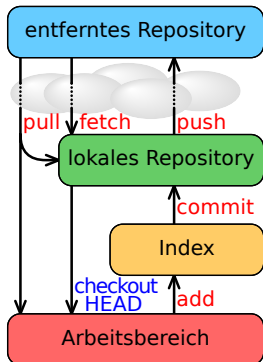 entferntes Repository
pull fetch push
lokales Repository
commit
Index
checkout
HEAD
add
Arbeitsbereich